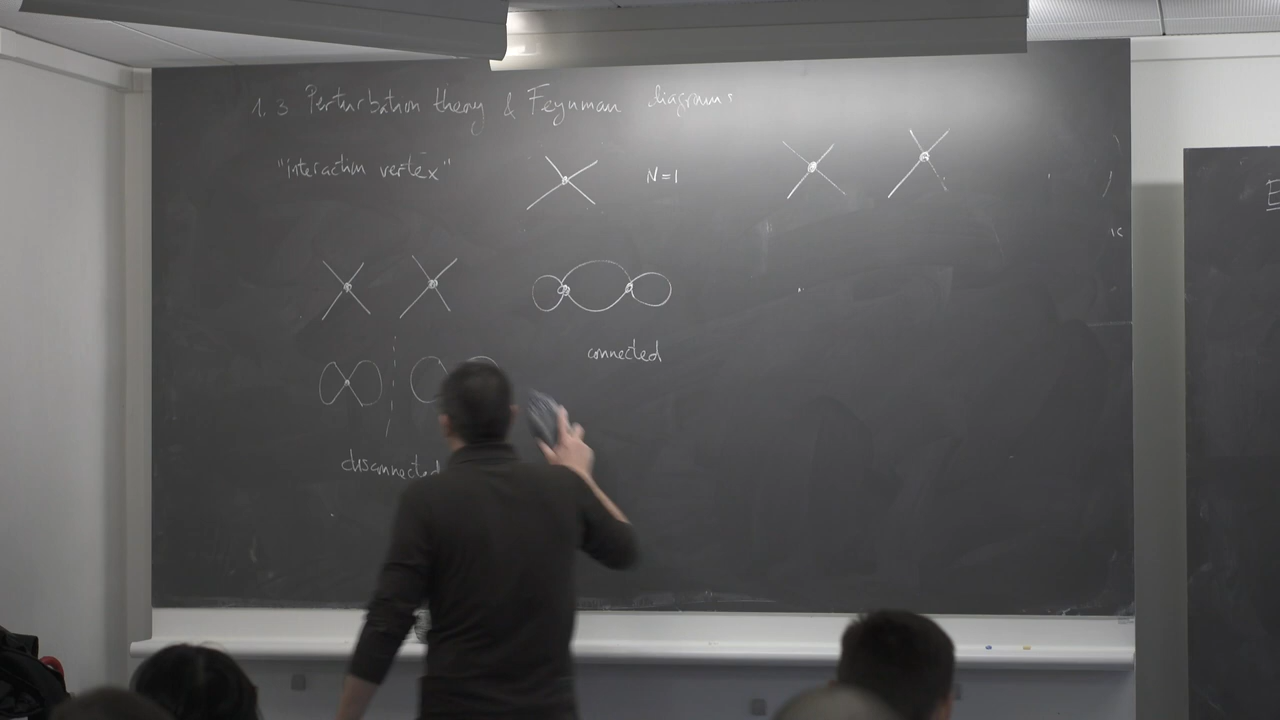 1.3 Perturbation theory & Feynman diagrams
"interaction vertex"
N=1
connected
disconnected